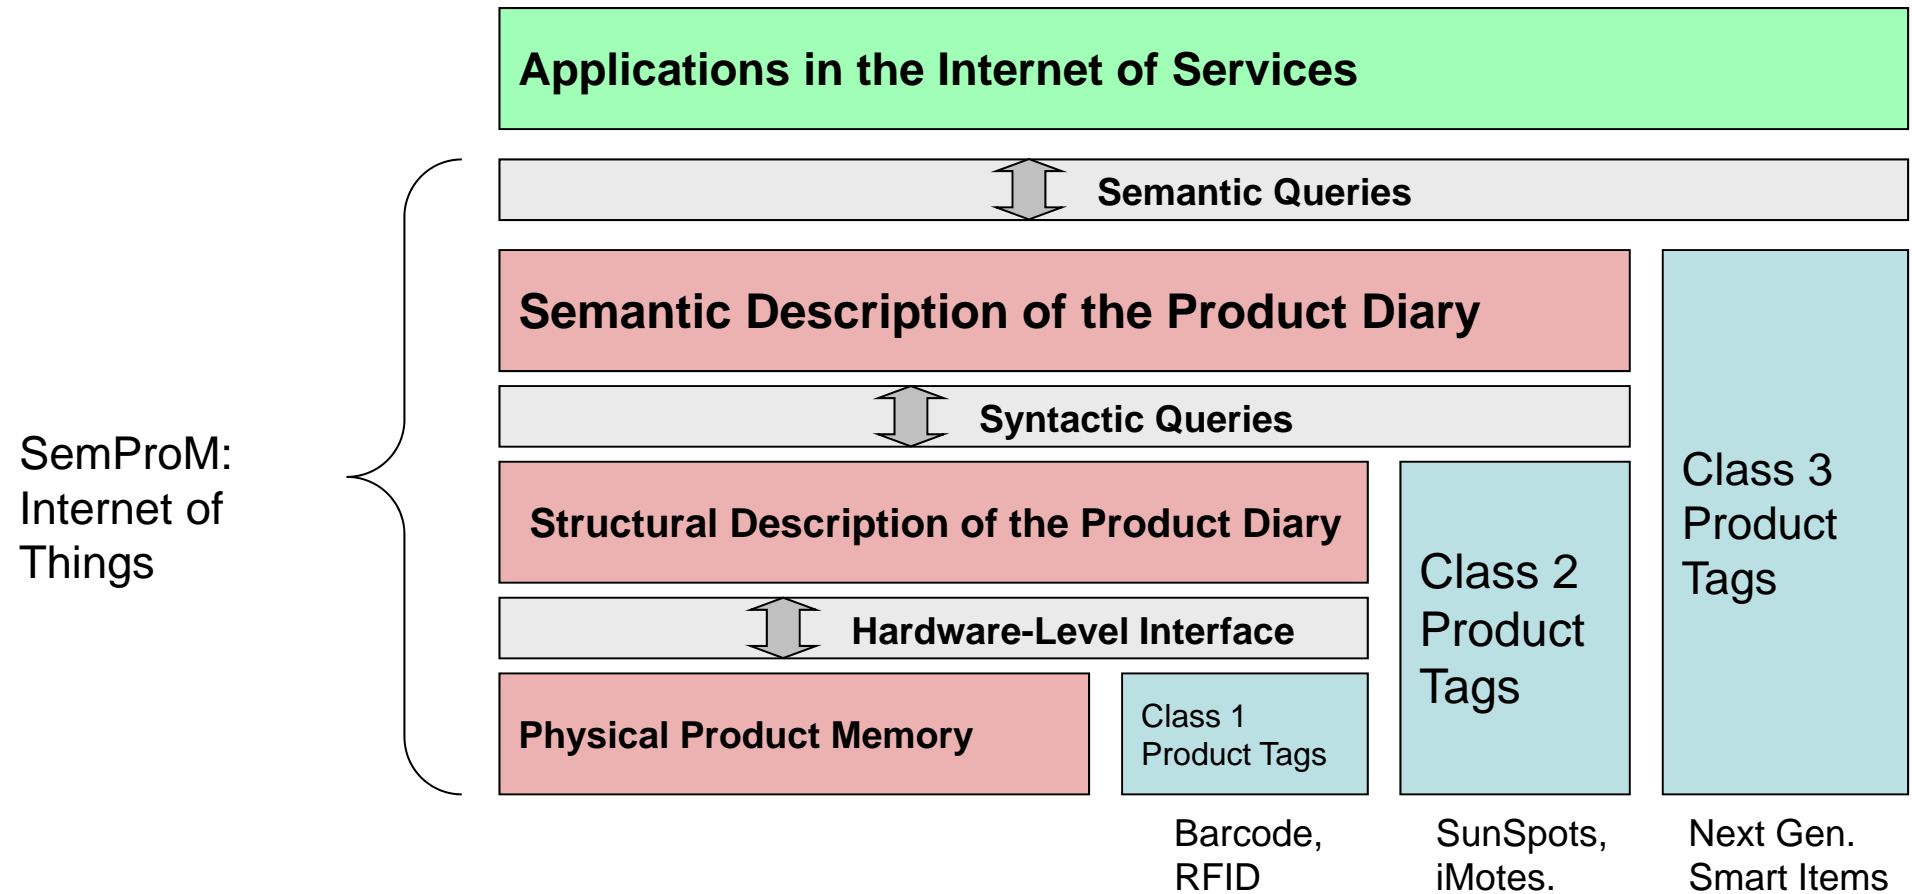 Applications in the Internet of Services
Semantic Queries
Semantic Description of the Product Diary
Syntactic Queries
SemProM:
Internet of
Things
Structural Description of the Product Diary
Hardware-Level Interface
Physical Product Memory
Class 1
Product Tags
Class 2
Product
Tags
Class 3
Product
Tags
Barcode,
RFID
SunSpots,
iMotes.
Next Gen.
Smart Items